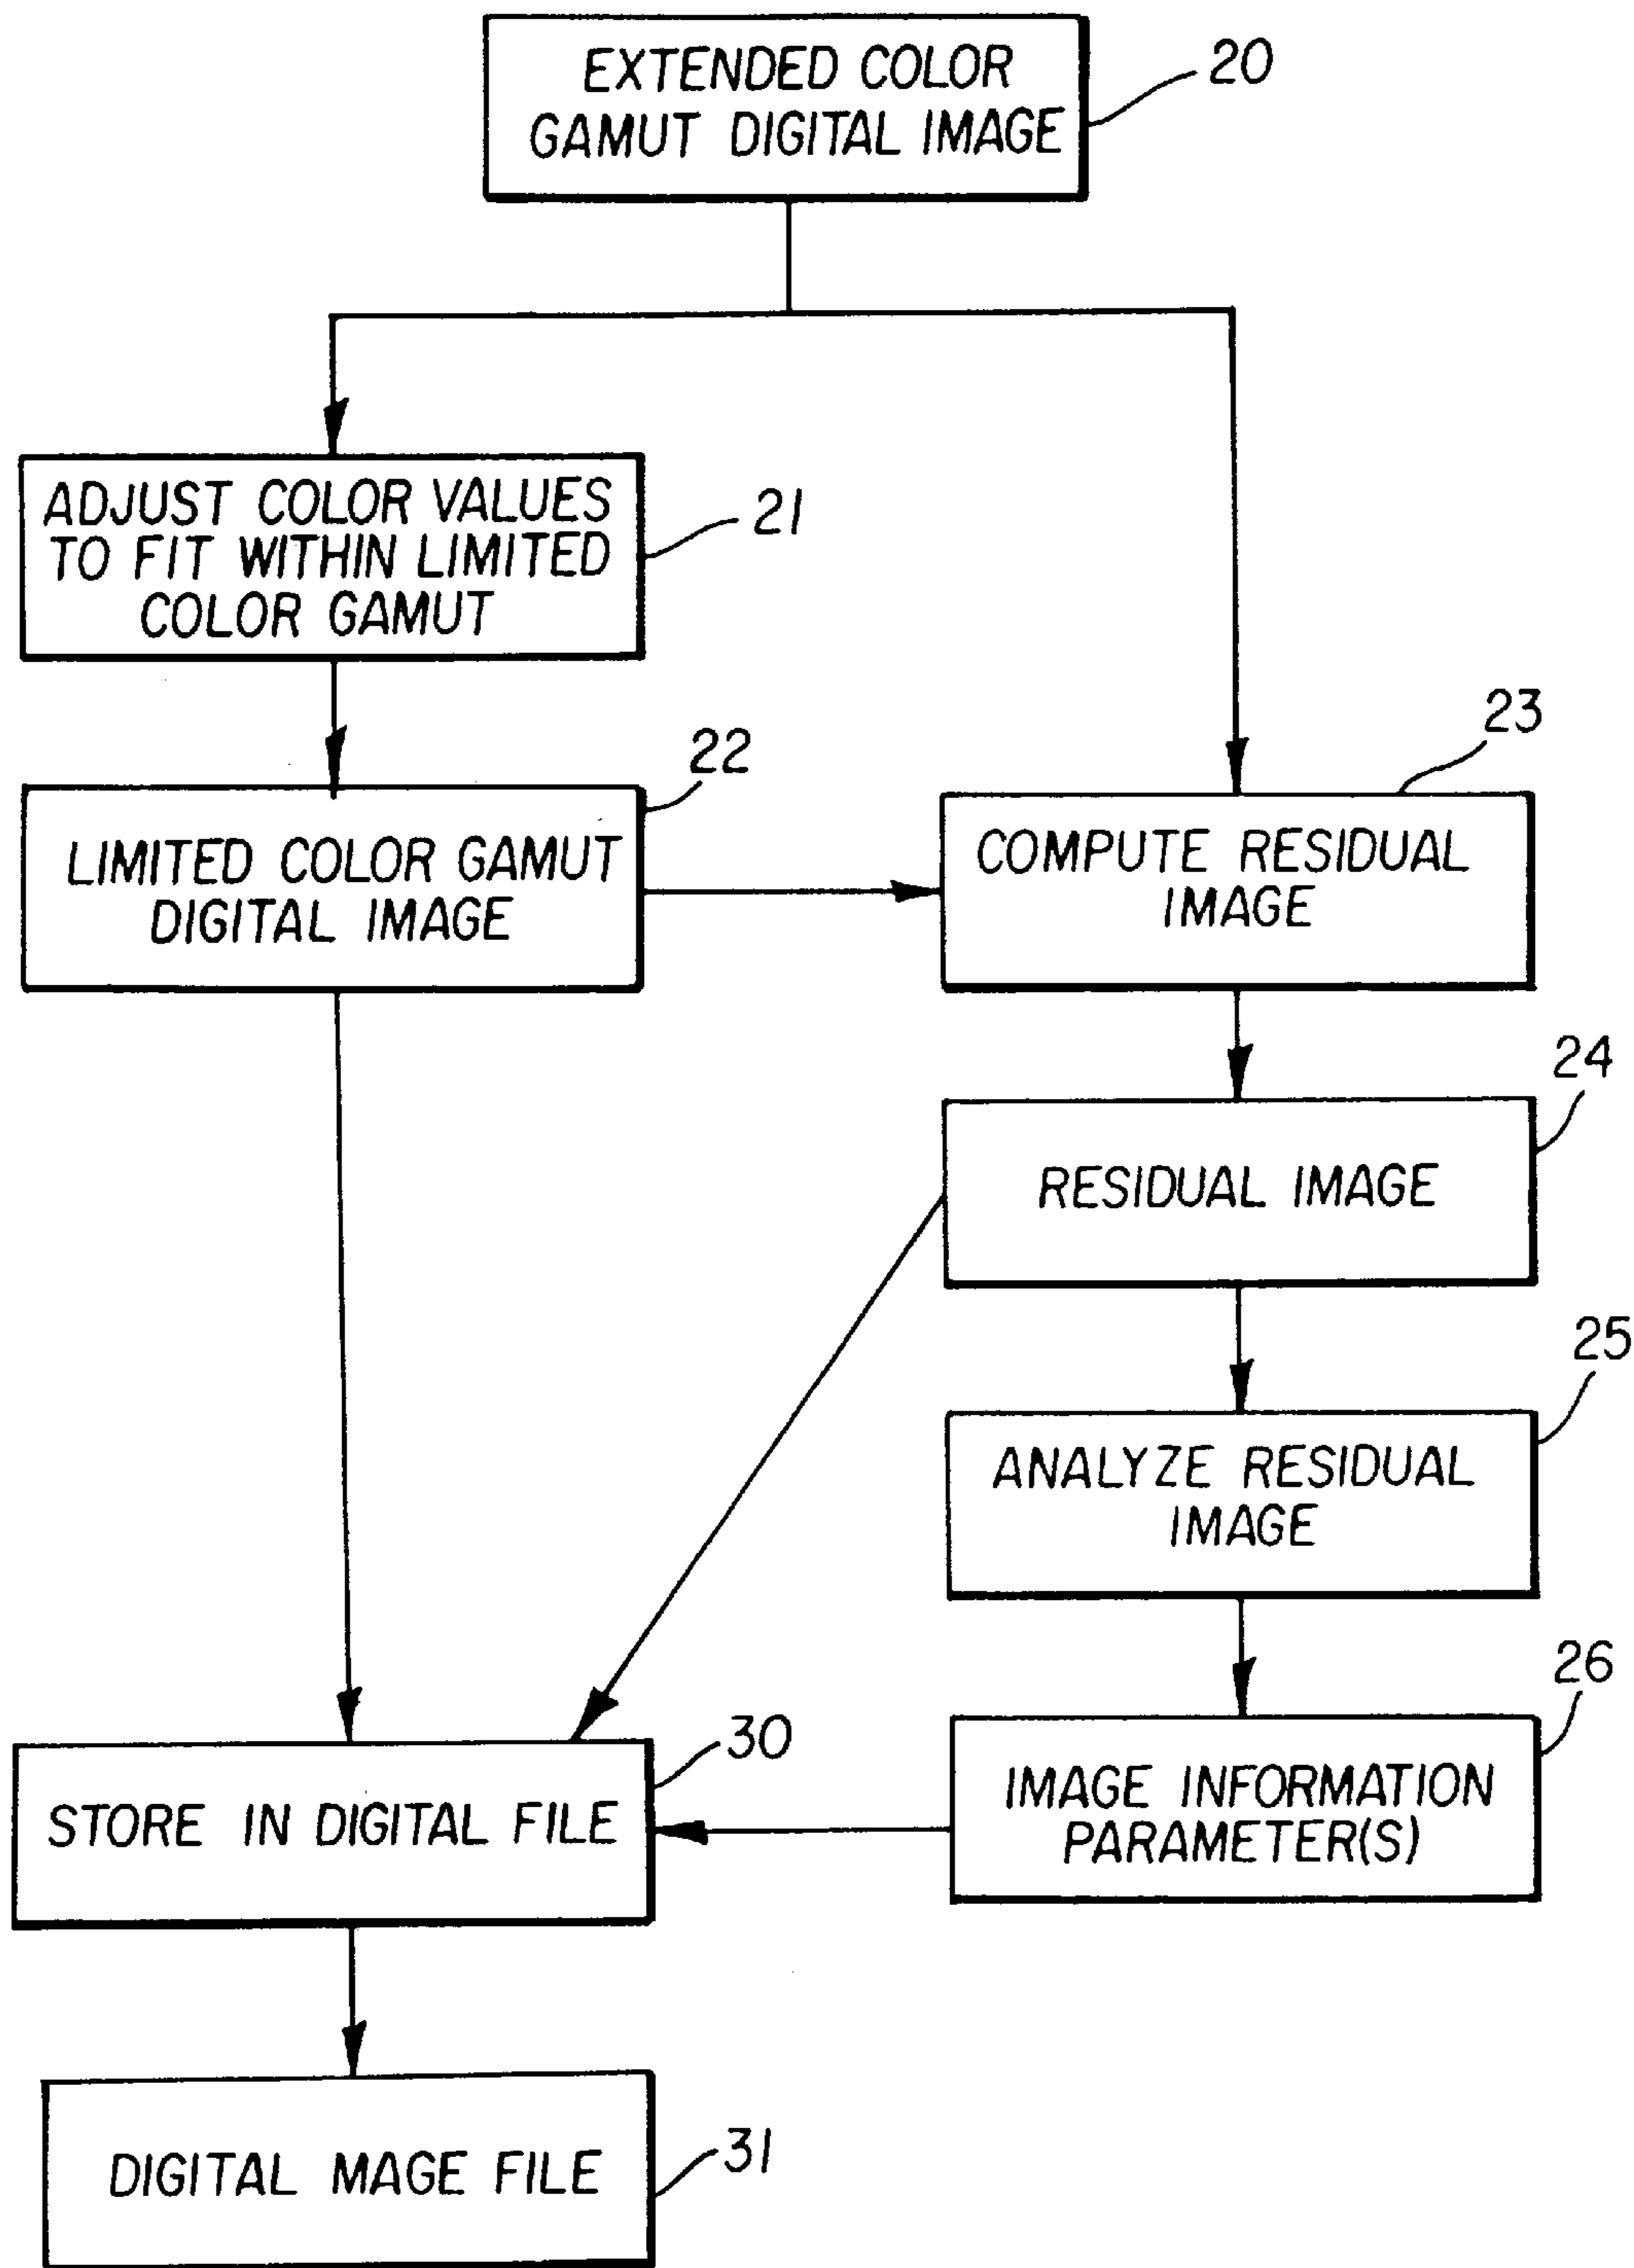 EXTENDED COLOR
GAMUT DIGITAL IMAGE
20
ADJUST COLOR VALUES
TO FIT WITHIN LIMITED
COLOR GAMUT
21
22
LIMITED COLOR GAMUT
DIGITAL IMAGE
23
COMPUTE RESIDUAL
IMAGE
24
RESIDUAL IMAGE
25
ANALYZE RESIDUAL
IMAGE
26
IMAGE INFORMATION
PARAMETER(S)
30
STORE IN DIGITAL FILE
DIGITAL MAGE FILE
31